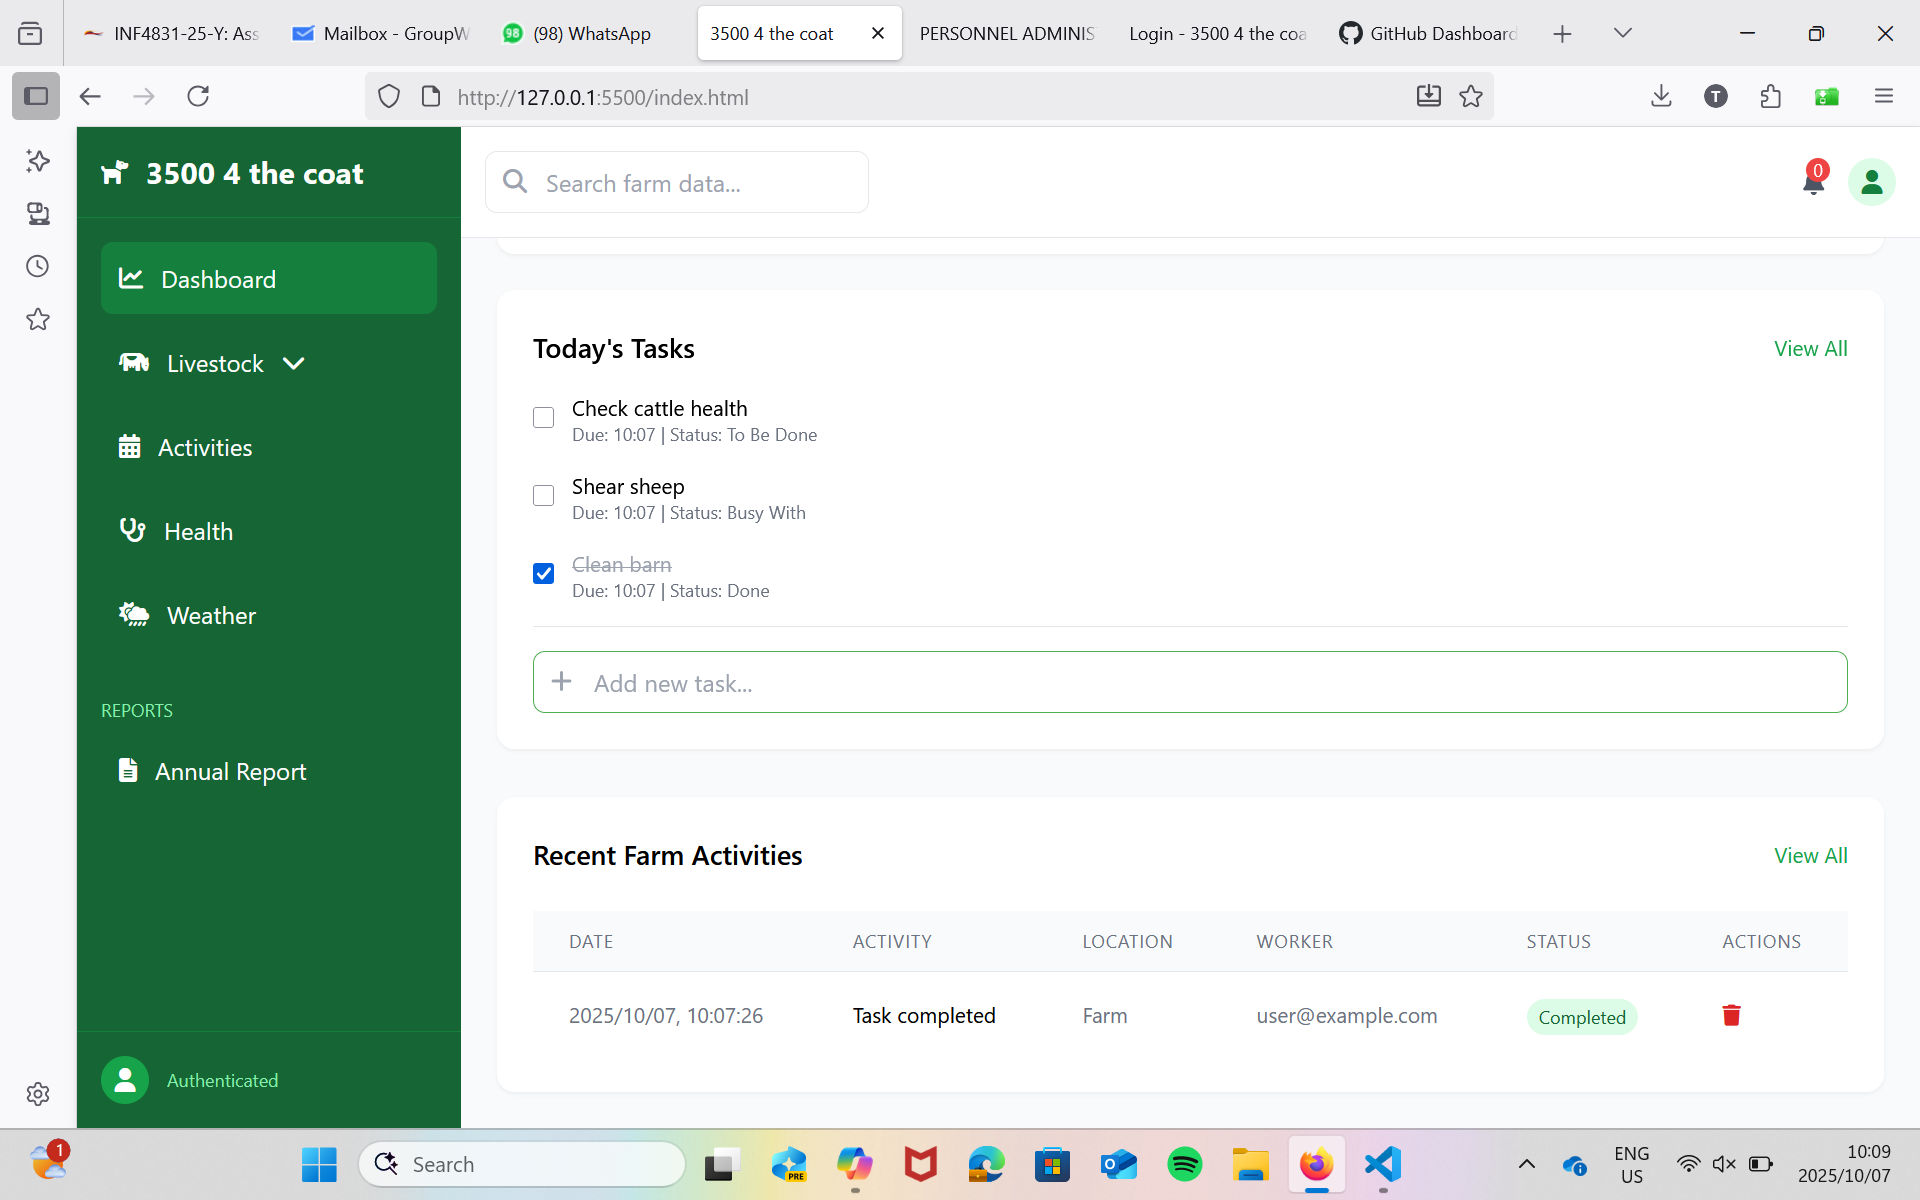 INF4831-25-Y: Ass
Mailbox - GroupW
98
(98) WhatsApp
3500 4 the coat
PERSONNEL ADMINIS
Login - 3500 4 the coa
GitHub Dashboard
http://127.0.0.1:5500/index.html
T
3500 4 the coat
Search farm data...
0
Dashboard
Livestock
Activities
Health
Weather
REPORTS
Annual Report
Authenticated
Today's Tasks
View All
Check cattle health
Due: 10:07 | Status: To Be Done
Shear sheep
Due: 10:07 | Status: Busy With
Clean barn
Due: 10:07 | Status: Done
Add new task...
Recent Farm Activities
View All
DATE ACTIVITY LOCATION WORKER STATUS ACTIONS
2025/10/07, 10:07:26 Task completed Farm user@example.com Completed
1
Search
PRE
ENG
US
10:09
2025/10/07